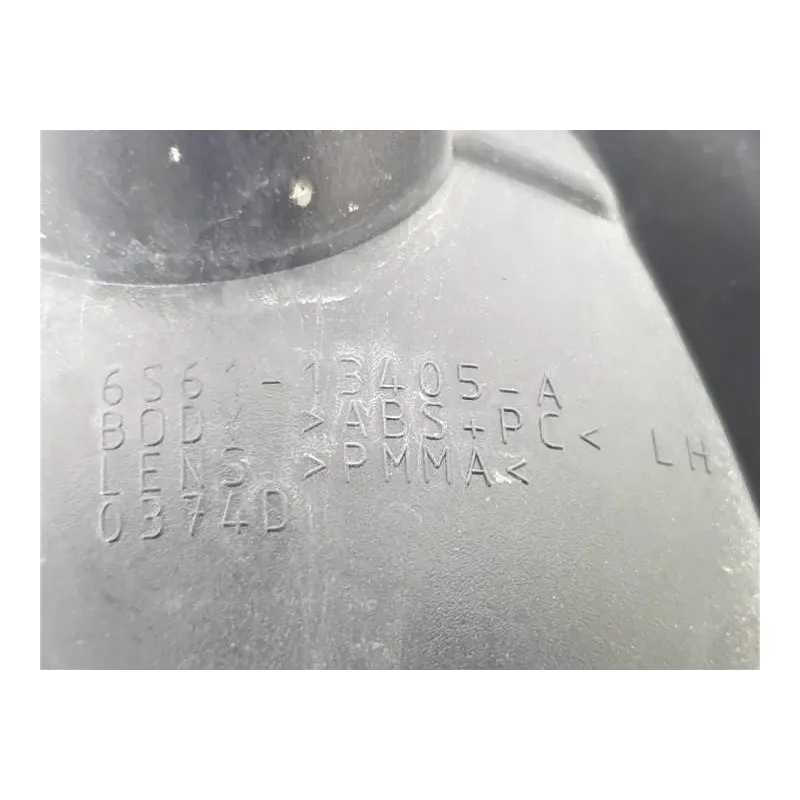 6S61-13405-A
BODY >ABS+PC< LH
LENS >PMMA<
0374D